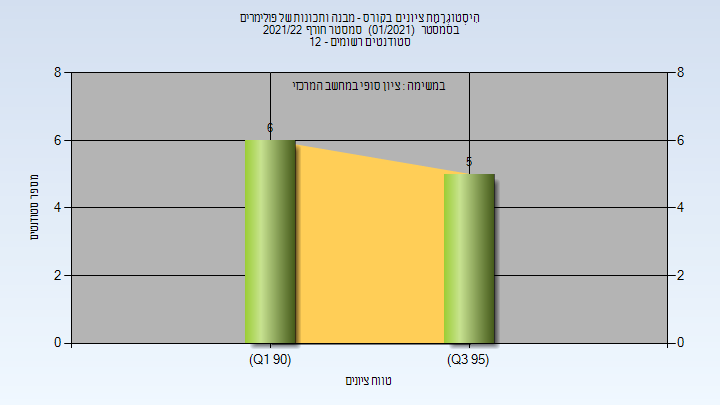 היסטוגרמת ציונים בקורס - מבנה ותכונות של פולימרים
בסמסטר (01/2021) סמסטר חורף 2021/22
סטודנטים רשומים - 12
במשימה : ציון סופי במחשב המרכזי
8 8
6
6 6
5
4 4
2 2
0 0
מספר סטודנטים
(Q1 90) (Q3 95)
טווח ציונים